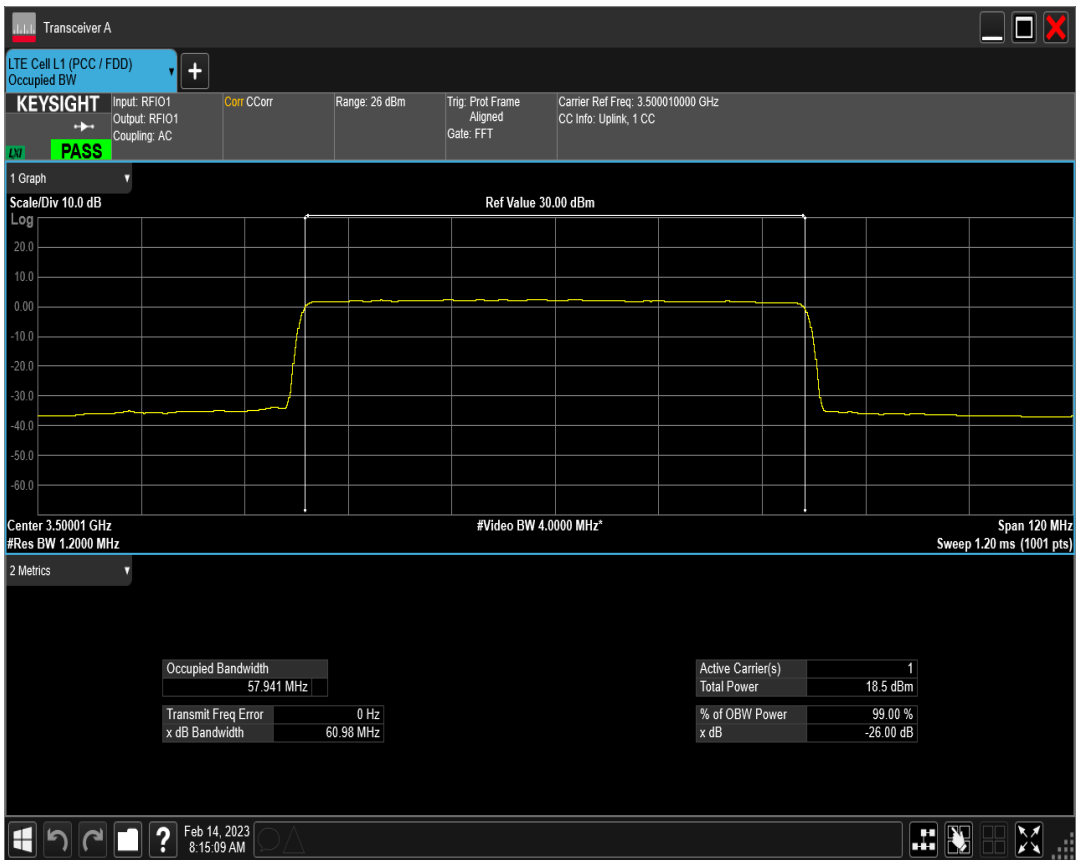 Transceiver A
LTE Cell L1 (PCC / FDD)
Occupied BW
+
KEYSIGHT
LXI
PASS
Input: RFIO1
Output: RFIO1
Coupling: AC
Corr CCorr
Range: 26 dBm
Trig: Prot Frame
Aligned
Gate: FFT
Carrier Ref Freq: 3.500010000 GHz
CC Info: Uplink, 1 CC
1 Graph
Scale/Div 10.0 dB
Ref Value 30.00 dBm
Log
20.0
10.0
0.00
-10.0
-20.0
-30.0
-40.0
-50.0
-60.0
Center 3.50001 GHz
#Video BW 4.0000 MHz*
Span 120 MHz
#Res BW 1.2000 MHz
Sweep 1.20 ms (1001 pts)
2 Metrics
Occupied Bandwidth
57.941 MHz
Transmit Freq Error 0 Hz
x dB Bandwidth 60.98 MHz
Active Carrier(s) 1
Total Power 18.5 dBm
% of OBW Power 99.00 %
x dB -26.00 dB
?
Feb 14, 2023
8:15:09 AM